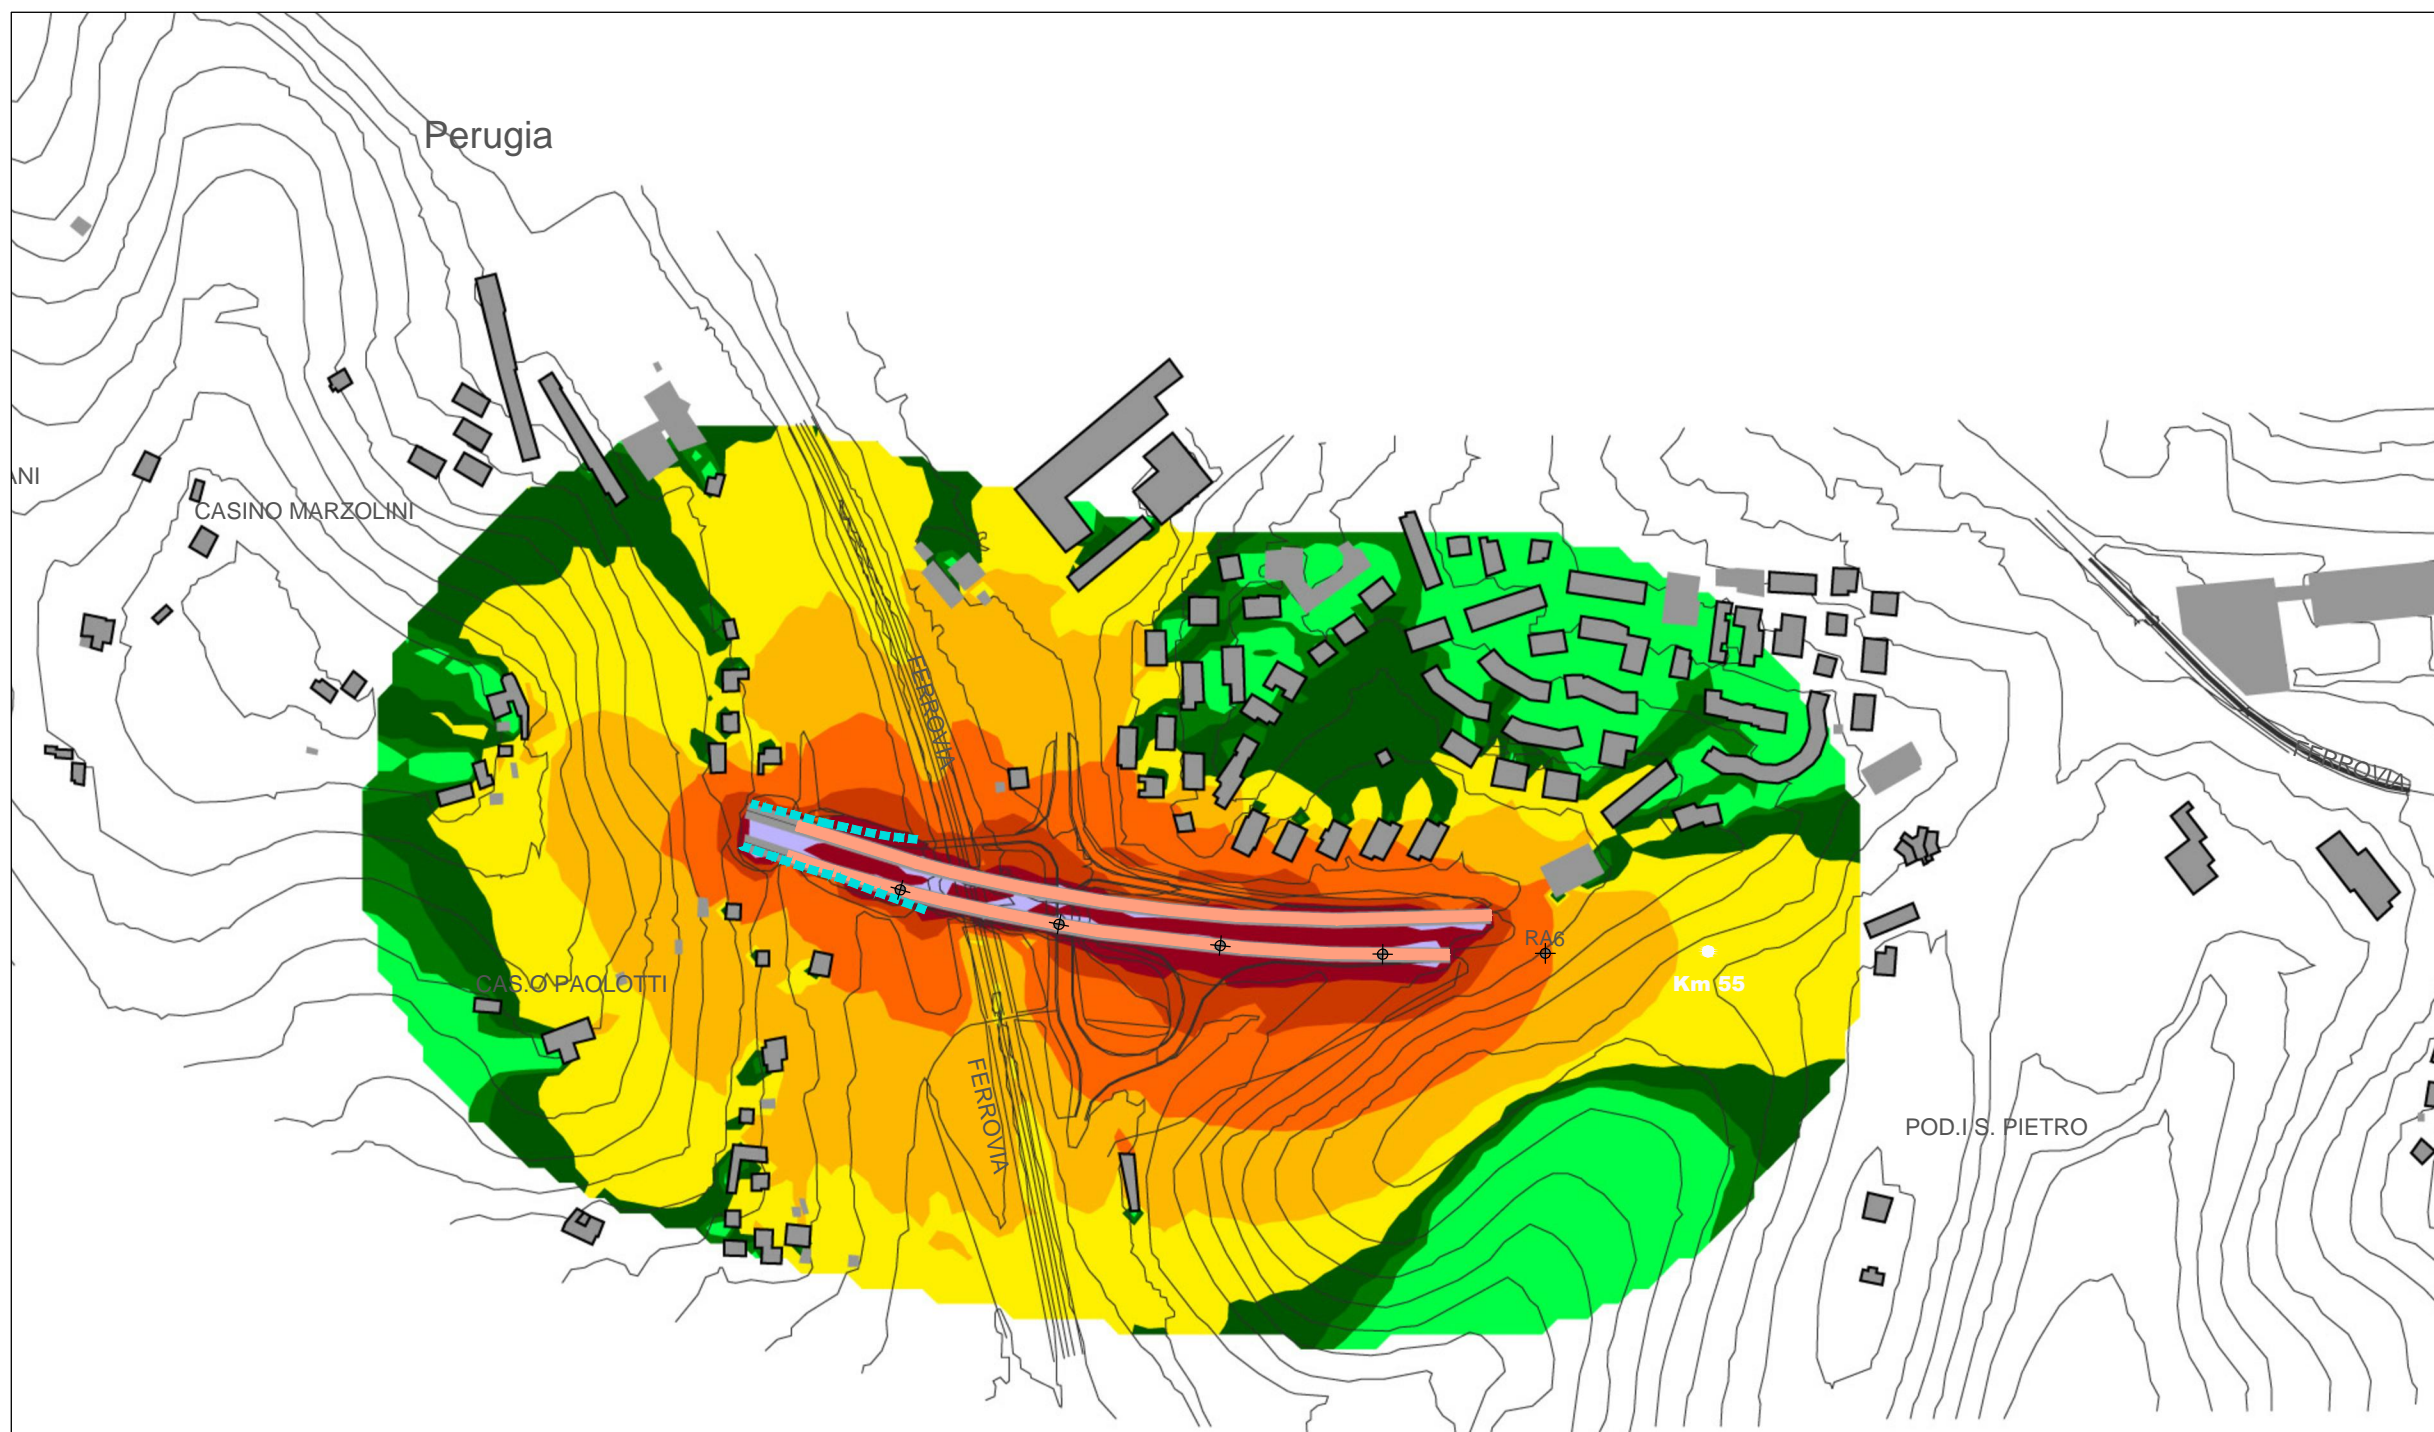 Perugia
ANI
CASINO MARZOLINI
FERROVIA
FERROVIA
RA6
Km 55
CAS.O PAOLOTTI
FERROVIA
POD.I S. PIETRO